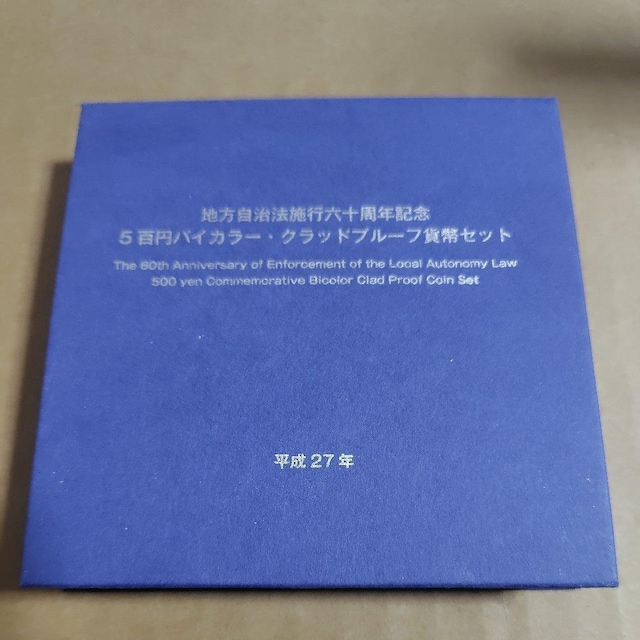 地方自治法施行六十周年記念
5百円バイカラー・クラッドプルーフ貨幣セット
The 60th Anniversary of Enforcement of the Local Autonomy Law
500 yen Commemorative Bicolor Clad Proof Coin Set
平成27年